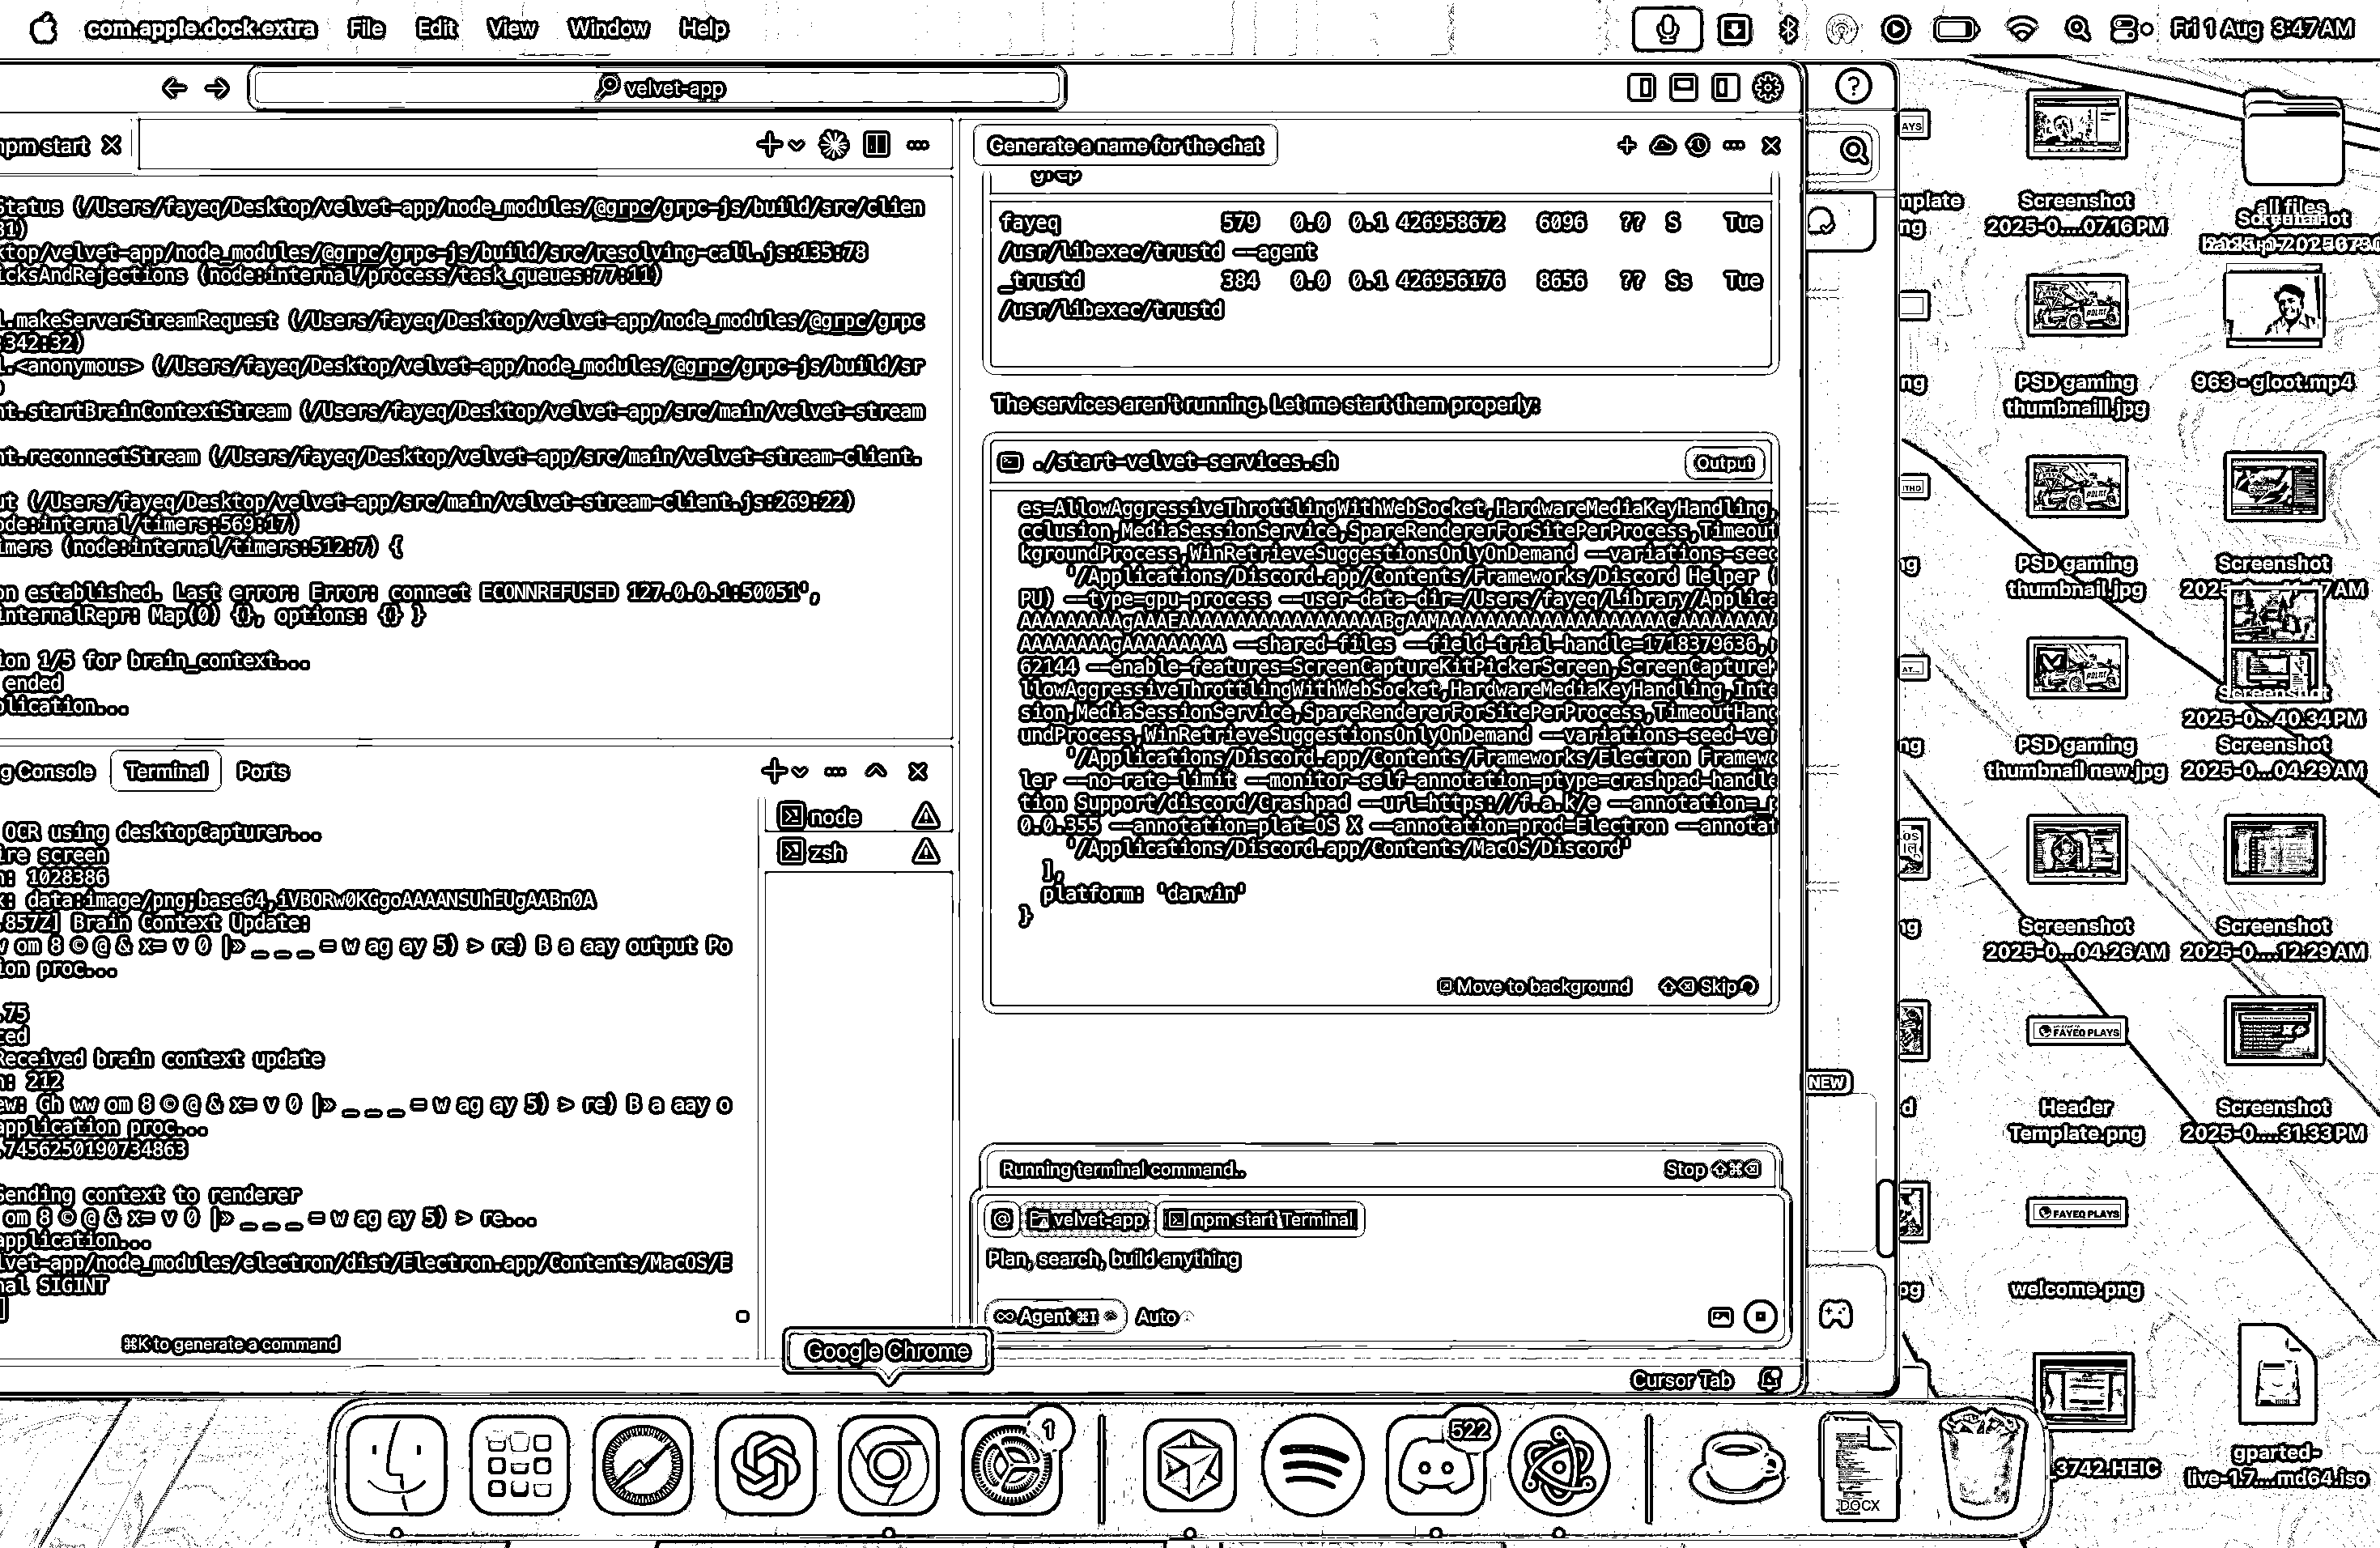 com.apple.dock.extra File Edit View Window Help
Fri 1 Aug 3:47AM
velvet-app
npm start
Status (/Users/fayeq/Desktop/velvet-app/node_modules/@grpc/grpc-js/build/src/clien
31)
ktop/velvet-app/node_modules/@grpc/grpc-js/build/src/resolving-call.js:135:78
icksAndRejections (node:internal/process/task_queues:77:11)
l.makeServerStreamRequest (/Users/fayeq/Desktop/velvet-app/node_modules/@grpc/grpc
:342:32)
l.<anonymous> (/Users/fayeq/Desktop/velvet-app/node_modules/@grpc/grpc-js/build/sr
)
nt.startBrainContextStream (/Users/fayeq/Desktop/velvet-app/src/main/velvet-stream
nt.reconnectStream (/Users/fayeq/Desktop/velvet-app/src/main/velvet-stream-client.
ut (/Users/fayeq/Desktop/velvet-app/src/main/velvet-stream-client.js:269:22)
ode:internal/timers:569:17)
imers (node:internal/timers:512:7) {
on established. Last error: Error: connect ECONNREFUSED 127.0.0.1:50051',
internalRepr: Map(0) {}, options: {} }
ion 1/5 for brain_context...
ended
plication...
g Console Terminal Ports
OCR using desktopCapturer...
ire screen
n: 1028386
x: data:image/png;base64,iVBORw0KGgoAAAANSUhEUgAABn0A
.857Z] Brain Context Update:
w om 8 © @ & x= v 0 |» _ _ _ = w ag ay 5) > re) B a aay output Po
ion proc...
.75
ted
Received brain context update
n: 212
ew: Gh ww om 8 © @ & x= v 0 |» _ _ _ = w ag ay 5) > re) B a aay o
application proc...
.7456250190734863
Sending context to renderer
om 8 © @ & x= v 0 |» _ _ _ = w ag ay 5) > re...
application...
lvet-app/node_modules/electron/dist/Electron.app/Contents/MacOS/E
nal SIGINT
⌘K to generate a command
node
zsh
Generate a name for the chat
grep
fayeq 579 0.0 0.1 426958672 6096 ?? S Tue
/usr/libexec/trustd --agent
_trustd 384 0.0 0.1 426956176 8656 ?? Ss Tue
/usr/libexec/trustd
The services aren't running. Let me start them properly:
./start-velvet-services.sh
Output
es=AllowAggressiveThrottlingWithWebSocket,HardwareMediaKeyHandling,
cclusion,MediaSessionService,SpareRendererForSitePerProcess,Timeout
kgroundProcess,WinRetrieveSuggestionsOnlyOnDemand --variations-seed
'/Applications/Discord.app/Contents/Frameworks/Discord Helper (
PU) --type=gpu-process --user-data-dir=/Users/fayeq/Library/Applica
AAAAAAAAAgAAAEAAAAAAAAAAAAAAAAAABgAAMAAAAAAAAAAAAAAAAAAAACAAAAAAAA
AAAAAAAAgAAAAAAAAA --shared-files --field-trial-handle=1718379636,
62144 --enable-features=ScreenCaptureKitPickerScreen,ScreenCaptureK
llowAggressiveThrottlingWithWebSocket,HardwareMediaKeyHandling,Inte
sion,MediaSessionService,SpareRendererForSitePerProcess,TimeoutHang
undProcess,WinRetrieveSuggestionsOnlyOnDemand --variations-seed-ver
'/Applications/Discord.app/Contents/Frameworks/Electron Framewo
ler --no-rate-limit --monitor-self-annotation=ptype=crashpad-handle
tion Support/discord/Crashpad --url=https://f.a.k/e --annotation=
0.0.355 --annotation=plat=OS X --annotation=prod=Electron --annotat
'/Applications/Discord.app/Contents/MacOS/Discord'
],
platform: 'darwin'
}
Move to background Skip
Running terminal command.. Stop
@ velvet-app npm start Terminal
Plan, search, build anything
Agent ⌘I Auto
Cursor Tab
NEW
Google Chrome
1
522
DOCX
AYS
mplate
ng
Screenshot
2025-0....07.16 PM
all files
PSD gaming
thumbnaill.jpg
963 - gloot.mp4
PSD gaming
thumbnail.jpg
Screenshot
Screenshot
2025-0...40.34 PM
PSD gaming
thumbnail new.jpg
Screenshot
2025-0....04.29 AM
Screenshot
2025-0...04.26 AM
Screenshot
2025-0....12.29 AM
FAYEQ PLAYS
Header
Template.png
Screenshot
2025-0....31.33 PM
FAYEQ PLAYS
welcome.png
3742.HEIC
gparted-
live-1.7....md64.iso